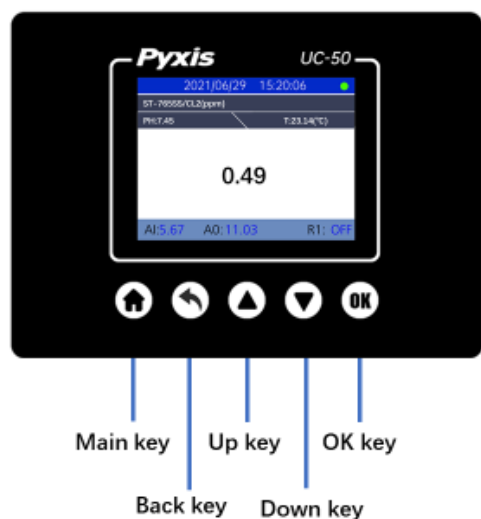 Pyxis UC-50
2021/06/29 15:20:06
ST-765SS/CL2(ppm)
PH:7.45 T:23.14(℃)
0.49
AI:5.67 A0:11.03 R1: OFF
OK
Main key Up key OK key
Back key Down key